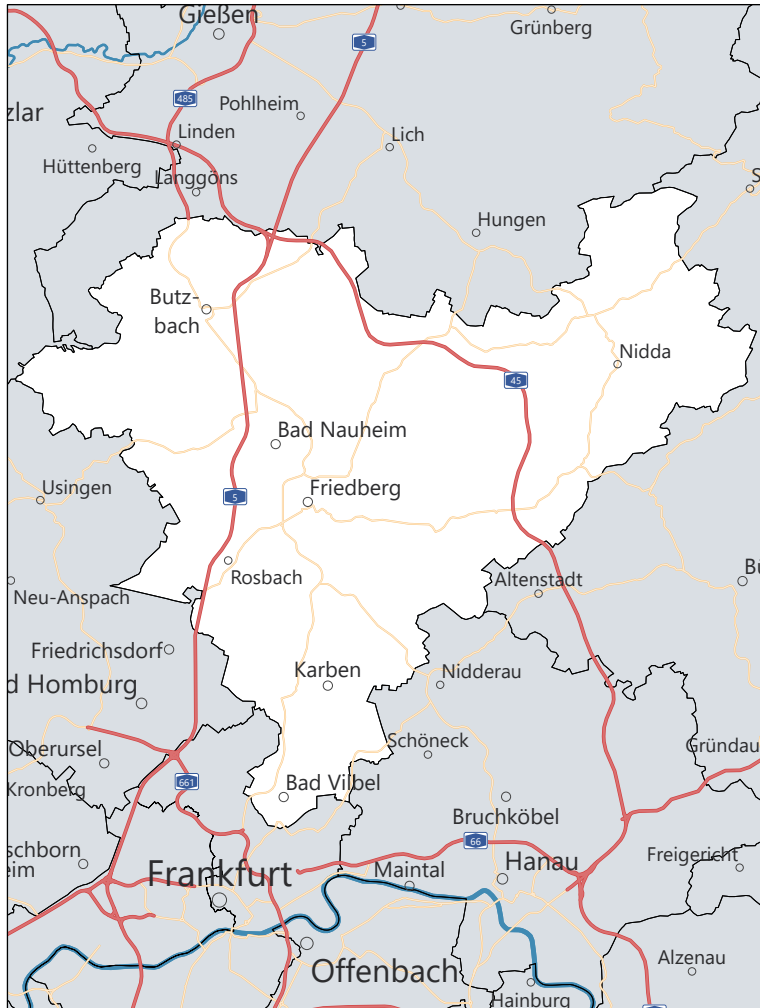 Gießen
Grünberg
5
485
Pohlheim
zlar
Linden
Lich
Hüttenberg
Langgöns
S
Hungen
Butz-
bach
Nidda
45
Bad Nauheim
Usingen
5
Friedberg
Rosbach
Altenstadt
Bü
Neu-Anspach
Friedrichsdorf
Karben
Nidderau
d Homburg
Oberursel
Schöneck
Gründau
661
Kronberg
Bad Vilbel
Bruchköbel
66
schborn
eim
Frankfurt
Maintal
Hanau
Freigericht
Offenbach
Alzenau
Hainburg